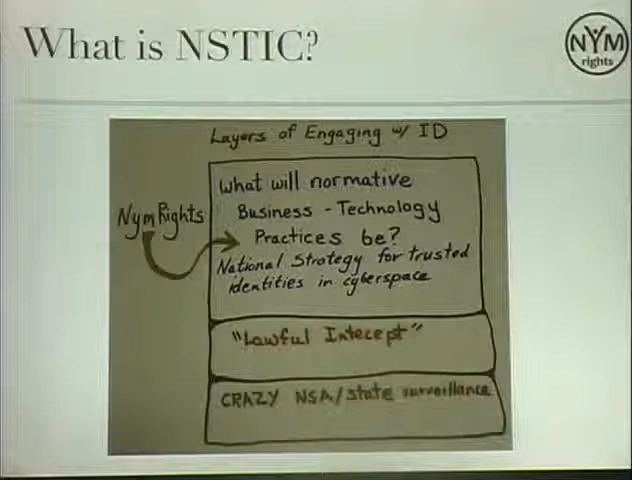 What is NSTIC?
NYM
rights
Layers of Engaging w/ ID
What will normative
Business - Technology
Practices be?
National Strategy for trusted
identities in cyberspace
NymRights
"Lawful Intecept"
CRAZY NSA/state surveillance